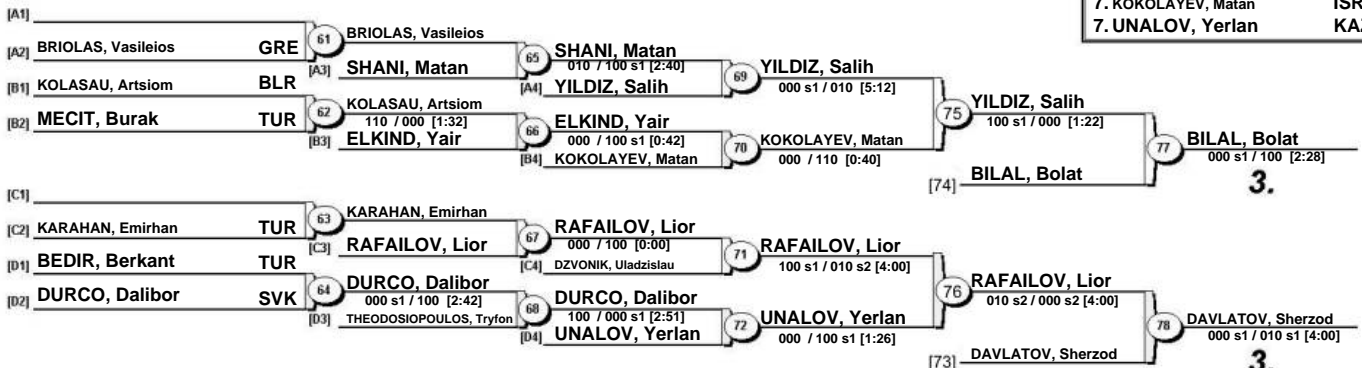 7. KOKOLAYEV, Matan ISR
7. UNALOV, Yerlan KAZ
[A1]
[A2] BRIOLAS, Vasileios GRE
61
BRIOLAS, Vasileios
[A3] SHANI, Matan
[B1] KOLASAU, Artsiom BLR
[B2] MECIT, Burak TUR
62
KOLASAU, Artsiom
110 / 000 [1:32]
[B3] ELKIND, Yair
65
SHANI, Matan
010 / 100 s1 [2:40]
[A4] YILDIZ, Salih
66
ELKIND, Yair
000 / 100 s1 [0:42]
[B4] KOKOLAYEV, Matan
69
YILDIZ, Salih
000 s1 / 010 [5:12]
70
KOKOLAYEV, Matan
000 / 110 [0:40]
75
YILDIZ, Salih
100 s1 / 000 [1:22]
[74] BILAL, Bolat
77
BILAL, Bolat
000 s1 / 100 [2:28]
3.
[C1]
[C2] KARAHAN, Emirhan TUR
63
KARAHAN, Emirhan
[C3] RAFAILOV, Lior
[D1] BEDIR, Berkant TUR
[D2] DURCO, Dalibor SVK
64
DURCO, Dalibor
000 s1 / 100 [2:42]
[D3] THEODOSIOPOULOS, Tryfon
67
RAFAILOV, Lior
000 / 100 [0:00]
[C4] DZVONIK, Uladzislau
68
DURCO, Dalibor
100 / 000 s1 [2:51]
[D4] UNALOV, Yerlan
71
RAFAILOV, Lior
100 s1 / 010 s2 [4:00]
72
UNALOV, Yerlan
000 / 100 s1 [1:26]
76
RAFAILOV, Lior
010 s2 / 000 s2 [4:00]
[73] DAVLATOV, Sherzod
78
DAVLATOV, Sherzod
000 s1 / 010 s1 [4:00]
3.